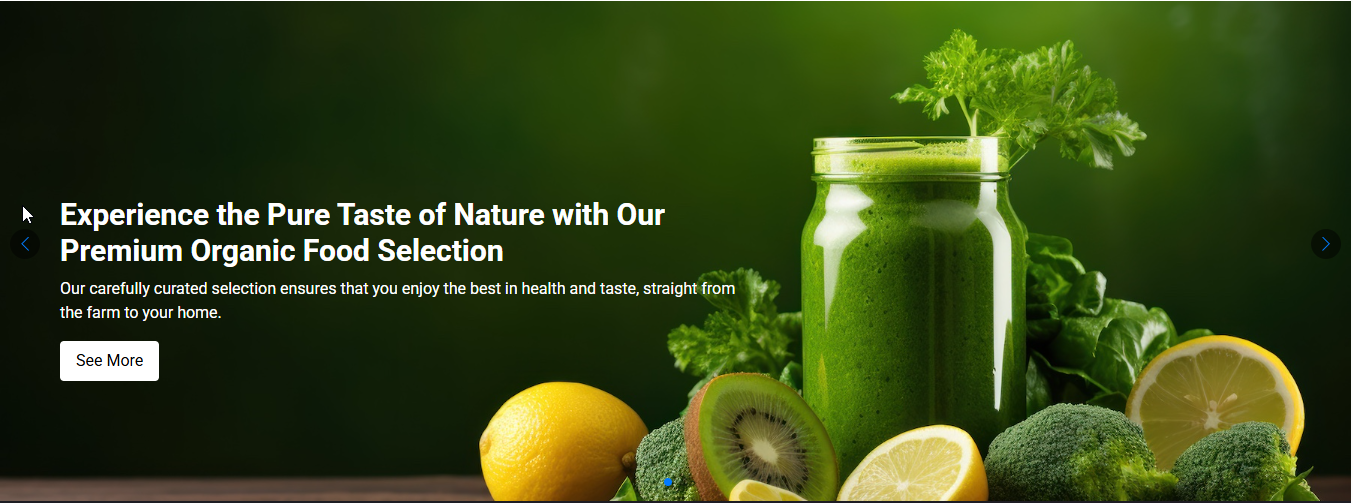 Experience the Pure Taste of Nature with Our
Premium Organic Food Selection
Our carefully curated selection ensures that you enjoy the best in health and taste, straight from
the farm to your home.
See More